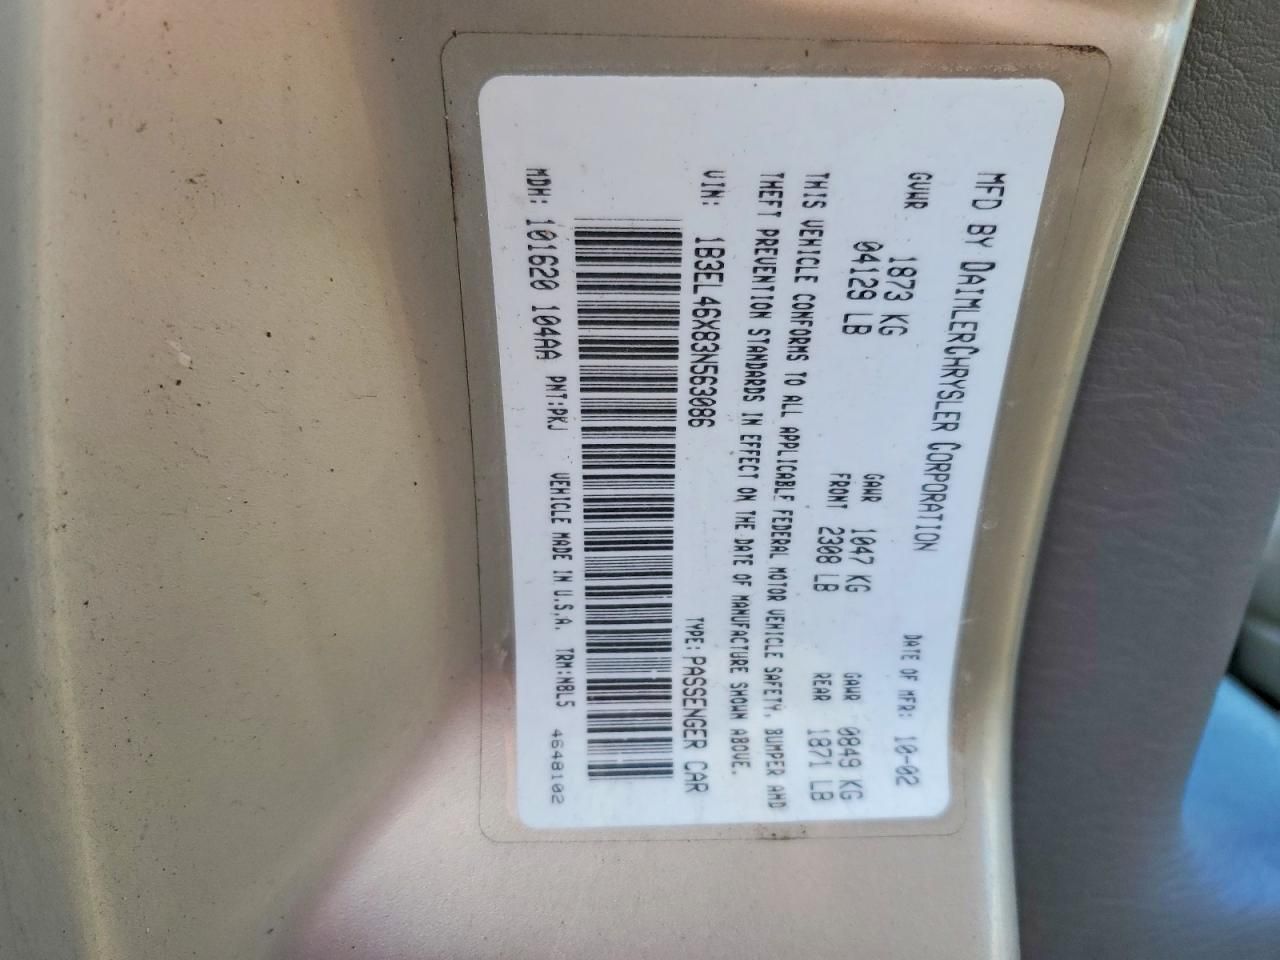 MFD BY DAIMLERCHRYSLER CORPORATION DATE OF MFR: 10-02
GVWR 1873 KG GAWR 1047 KG GAWR 0849 KG
04129 LB FRONT 2308 LB REAR 1871 LB
THIS VEHICLE CONFORMS TO ALL APPLICABLE FEDERAL MOTOR VEHICLE SAFETY, BUMPER AND
THEFT PREVENTION STANDARDS IN EFFECT ON THE DATE OF MANUFACTURE SHOWN ABOVE.
VIN: 1B3EL46X83N563086 TYPE: PASSENGER CAR
MDH: 101620 104AA PNT:PKJ VEHICLE MADE IN U.S.A. TRM:N8L5 4648102